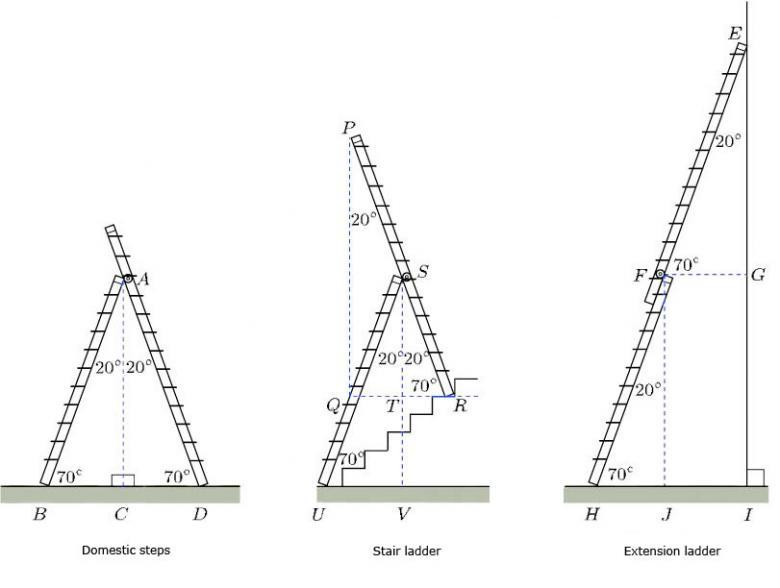 E
P
20°
20°
A
S
F
70°
G
20° 20°
20° 20°
70°
Q
T
R
20°
70°
70°
70°
70°
B
C
D
U
V
H
J
I
Domestic steps
Stair ladder
Extension ladder